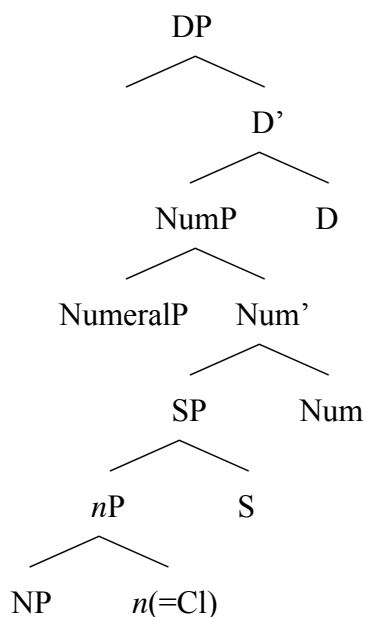 DP
D’
NumP D
NumeralP Num’
SP Num
nP S
NP n(=Cl)